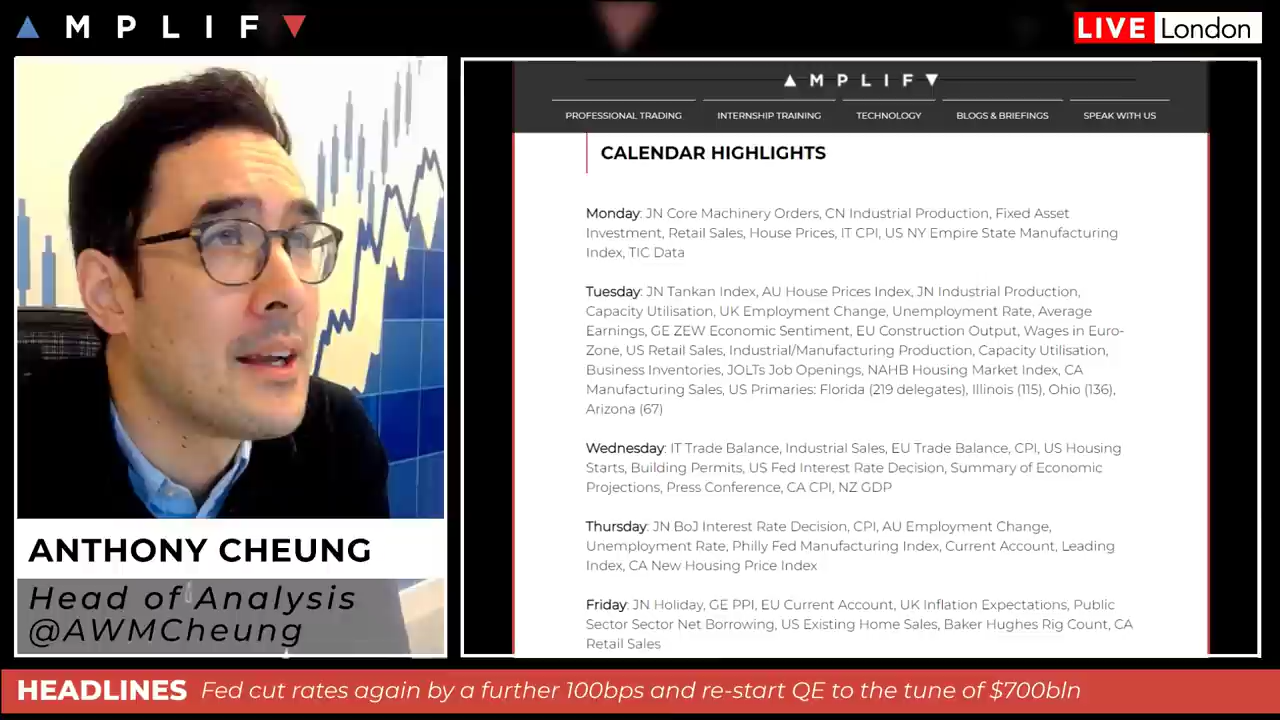 AMPLIFY
LIVE London
AMPLIFY
PROFESSIONAL TRADING
INTERNSHIP TRAINING
TECHNOLOGY
BLOGS & BRIEFINGS
SPEAK WITH US
CALENDAR HIGHLIGHTS
Monday: JN Core Machinery Orders, CN Industrial Production, Fixed Asset
Investment, Retail Sales, House Prices, IT CPI, US NY Empire State Manufacturing
Index, TIC Data
Tuesday: JN Tankan Index, AU House Prices Index, JN Industrial Production,
Capacity Utilisation, UK Employment Change, Unemployment Rate, Average
Earnings, GE ZEW Economic Sentiment, EU Construction Output, Wages in Euro-
Zone, US Retail Sales, Industrial/Manufacturing Production, Capacity Utilisation,
Business Inventories, JOLTs Job Openings, NAHB Housing Market Index, CA
Manufacturing Sales, US Primaries: Florida (219 delegates), Illinois (115), Ohio (136),
Arizona (67)
Wednesday: IT Trade Balance, Industrial Sales, EU Trade Balance, CPI, US Housing
Starts, Building Permits, US Fed Interest Rate Decision, Summary of Economic
Projections, Press Conference, CA CPI, NZ GDP
Thursday: JN BoJ Interest Rate Decision, CPI, AU Employment Change,
Unemployment Rate, Philly Fed Manufacturing Index, Current Account, Leading
Index, CA New Housing Price Index
Friday: JN Holiday, GE PPI, EU Current Account, UK Inflation Expectations, Public
Sector Sector Net Borrowing, US Existing Home Sales, Baker Hughes Rig Count, CA
Retail Sales
ANTHONY CHEUNG
Head of Analysis
@AWMCheung
HEADLINES Fed cut rates again by a further 100bps and re-start QE to the tune of $700bln